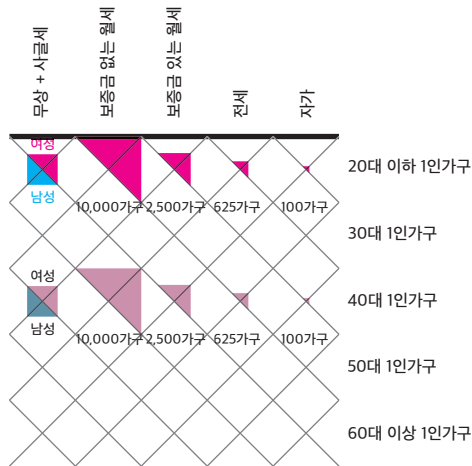 무상 + 사글세
보증금 없는 월세
보증금 있는 월세
전세
자가
여성
20대 이하 1인가구
남성
10,000가구
2,500가구
625가구
100가구
30대 1인가구
여성
40대 1인가구
남성
10,000가구
2,500가구
625가구
100가구
50대 1인가구
60대 이상 1인가구